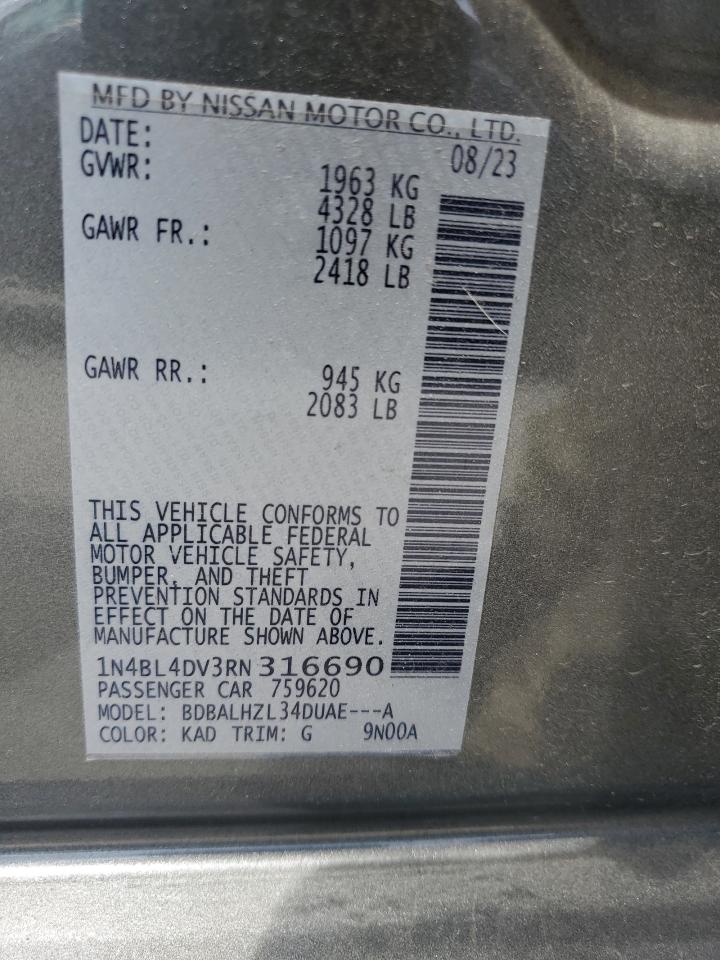 MFD BY NISSAN MOTOR CO., LTD.
DATE: 08/23
GVWR: 1963 KG
4328 LB
GAWR FR.: 1097 KG
2418 LB
GAWR RR.: 945 KG
2083 LB
THIS VEHICLE CONFORMS TO
ALL APPLICABLE FEDERAL
MOTOR VEHICLE SAFETY,
BUMPER, AND THEFT
PREVENTION STANDARDS IN
EFFECT ON THE DATE OF
MANUFACTURE SHOWN ABOVE.
1N4BL4DV3RN316690
PASSENGER CAR 759620
MODEL: BDBALHZL34DUAE---A
COLOR: KAD TRIM: G 9N00A